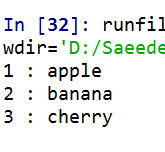 In [32]: runfil
wdir='D:/Saeede
1 : apple
2 : banana
3 : cherry